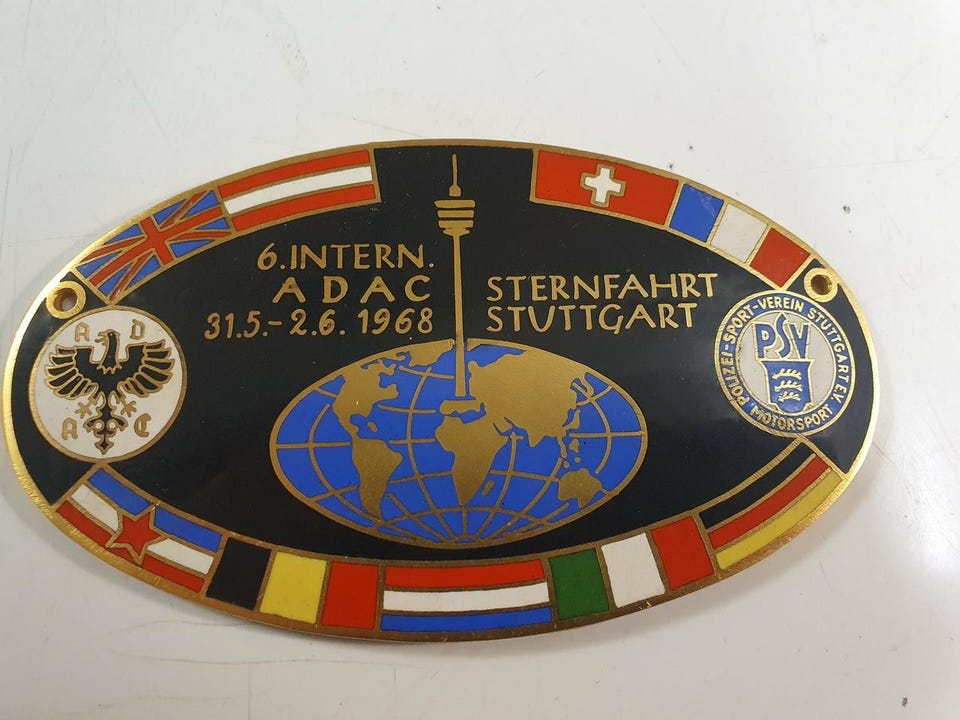 6. INTERN.
ADAC
31.5.-2.6. 1968
STERNFAHRT
STUTTGART
A D
A C
POLIZEI-SPORT-VEREIN STUTTGART E.V.
PSV
MOTORSPORT